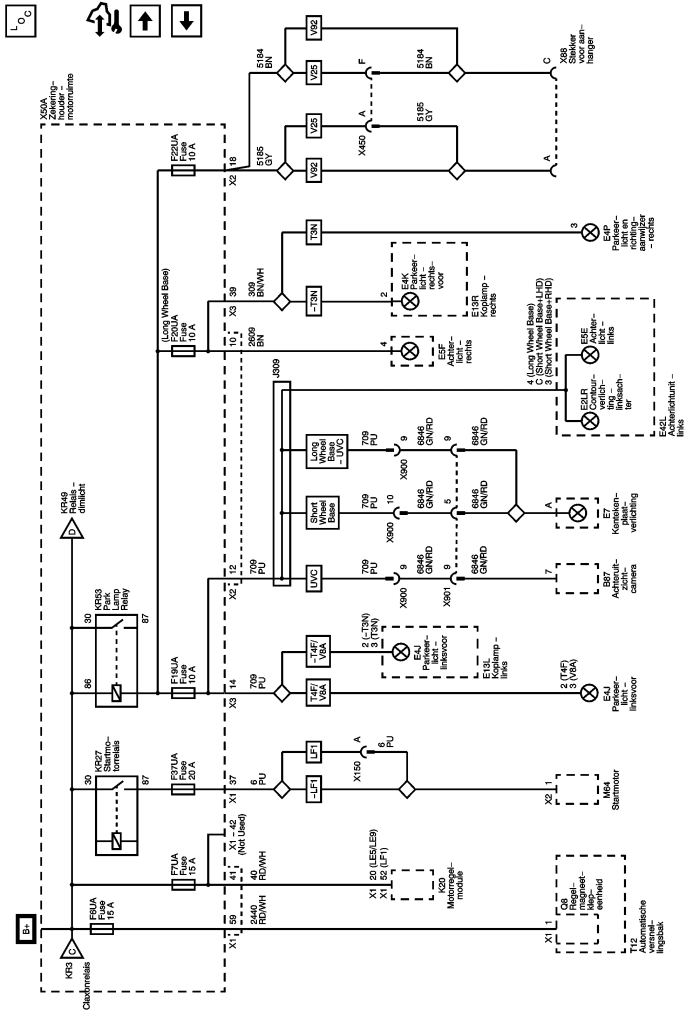 LOC
B+
X50A
Zekering-
houder -
motorruimte
KR3
C
Claxonrelais
F6UA
Fuse
15 A
X1
59
2440
RD/WH
X1
1
Q8
Regel-
magneet-
klep-
eenheid
T12
Automatische
versnel-
lingsbak
F7UA
Fuse
15 A
X1 - 42
(Not Used)
41
40
RD/WH
X1
20 (LE5/LE9)
X1
52 (LF1)
K20
Motorregel-
module
KR27
Startmo-
torrelais
30
87
F37UA
Fuse
20 A
X1
37
6
PU
LF1
-LF1
X150
A
6
PU
X2
1
M64
Startmotor
KR63
Park
Lamp
Relay
30
87
86
F19UA
Fuse
10 A
X3
14
709
PU
-T4F/
V8A
T4F/
V8A
2 (-T3N)
3 (T3N)
E4J
Parkeer-
licht -
linksvoor
E13L
Koplamp -
links
2 (T4F)
3 (V8A)
E4J
Parkeer-
licht -
linksvoor
KR49
Relais -
dimlicht
D
X2
12
709
PU
J309
UVC
709
PU
X900
9
6846
GN/RD
X901
9
6846
GN/RD
7
B87
Achteruit-
zicht-
camera
Short
Wheel
Base
709
PU
X900
10
6846
GN/RD
5
6846
GN/RD
A
E7
Kenteken-
plaat-
verlichting
Long
Wheel
Base
- UVC
709
PU
X900
9
6846
GN/RD
9
6846
GN/RD
4 (Long Wheel Base)
C (Short Wheel Base+LHD)
3 (Short Wheel Base+RHD)
E2LR
Contour-
verlich-
ting -
linksach-
ter
E5E
Achter-
licht -
links
E42L
Achterlichtunit -
links
(Long Wheel Base)
F20UA
Fuse
10 A
10
2609
BN
4
E5F
Achter-
licht -
rechts
X3
39
309
BN/WH
-T3N
T3N
2
E4K
Parkeer-
licht -
rechts-
voor
E13R
Koplamp -
rechts
3
E4P
Parkeer-
licht en
richting-
aanwijzer
- rechts
F22UA
Fuse
10 A
X2
18
5185
GY
V92
V25
X450
A
5185
GY
A
5184
BN
V25
V92
F
5184
BN
C
X88
Stekker
voor aan-
hanger